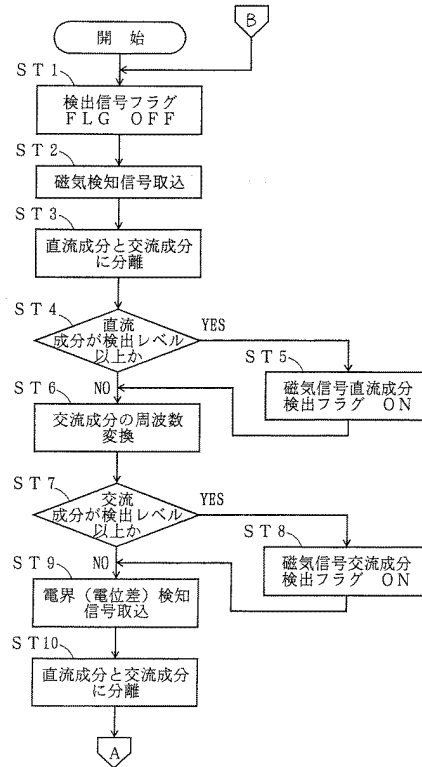 B
開 始
ST1
検出信号フラグ
FLG OFF
ST2
磁気検知信号取込
ST3
直流成分と交流成分
に分離
ST4
直流
成分が検出レベル
以上か
YES
ST5
磁気信号直流成分
検出フラグ ON
NO
ST6
交流成分の周波数
変換
ST7
交流
成分が検出レベル
以上か
YES
ST8
磁気信号交流成分
検出フラグ ON
NO
ST9
電界(電位差)検知
信号取込
ST10
直流成分と交流成分
に分離
A